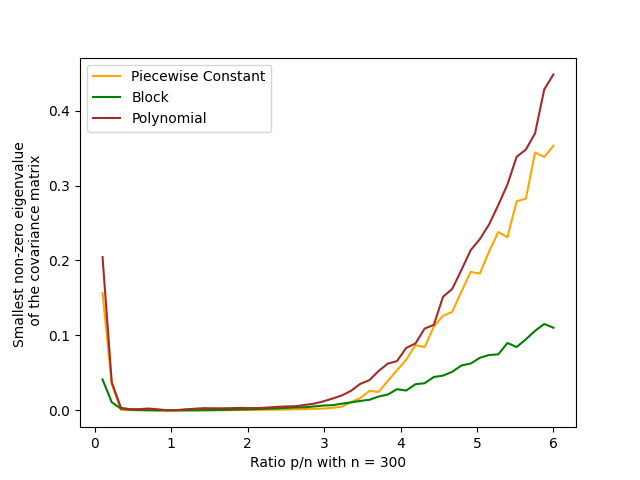 Piecewise Constant
Block
Polynomial
Smallest non-zero eigenvalue
of the covariance matrix
0.4
0.3
0.2
0.1
0.0
0
1
2
3
4
5
6
Ratio p/n with n = 300